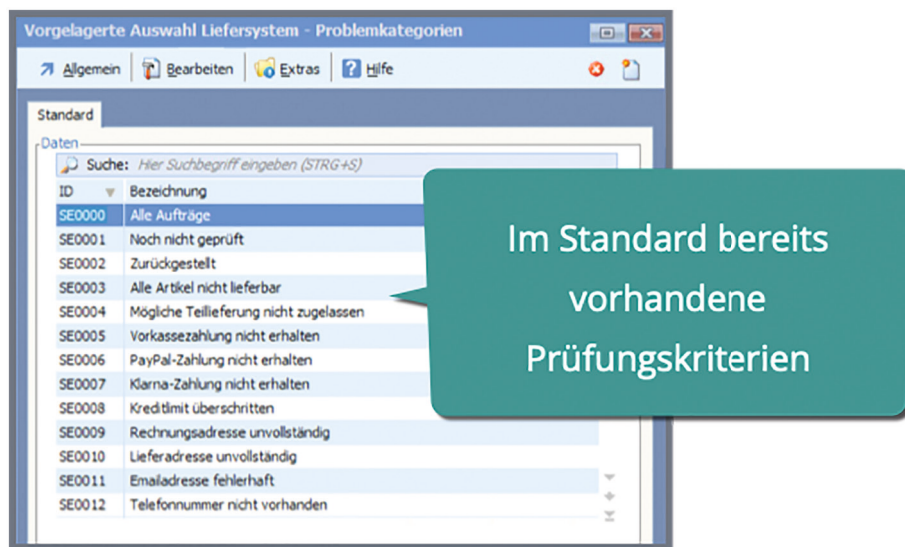 Vorgelagerte Auswahl Liefersystem - Problemkategorien
Allgemein Bearbeiten Extras Hilfe
Standard
Daten
Suche: Hier Suchbegriff eingeben (STRG+S)
ID Bezeichnung
SE0000 Alle Aufträge
SE0001 Noch nicht geprüft
SE0002 Zurückgestellt
SE0003 Alle Artikel nicht lieferbar
SE0004 Mögliche Teillieferung nicht zugelassen
SE0005 Vorkassezahlung nicht erhalten
SE0006 PayPal-Zahlung nicht erhalten
SE0007 Klarna-Zahlung nicht erhalten
SE0008 Kreditlimit überschritten
SE0009 Rechnungsadresse unvollständig
SE0010 Lieferadresse unvollständig
SE0011 Emailadresse fehlerhaft
SE0012 Telefonnummer nicht vorhanden
Im Standard bereits
vorhandene
Prüfungskriterien